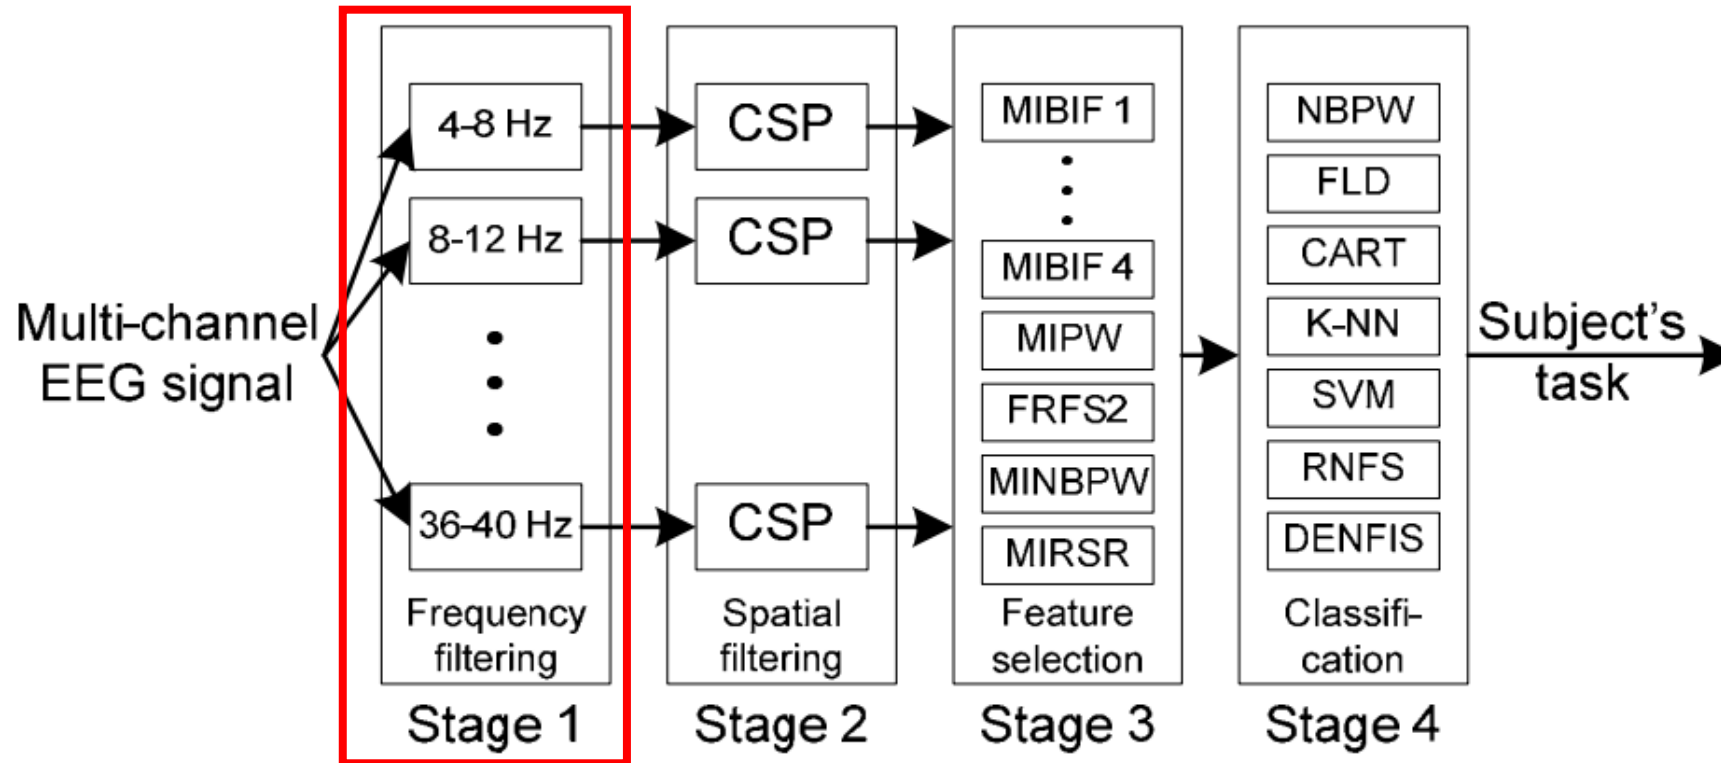 Multi-channel
EEG signal
4-8 Hz
8-12 Hz
36-40 Hz
Frequency
filtering
Stage 1
CSP
CSP
CSP
Spatial
filtering
Stage 2
MIBIF 1
MIBIF 4
MIPW
FRFS2
MINBPW
MIRSR
Feature
selection
Stage 3
NBPW
FLD
CART
K-NN
SVM
RNFS
DENFIS
Classifi-
cation
Stage 4
Subject's
task